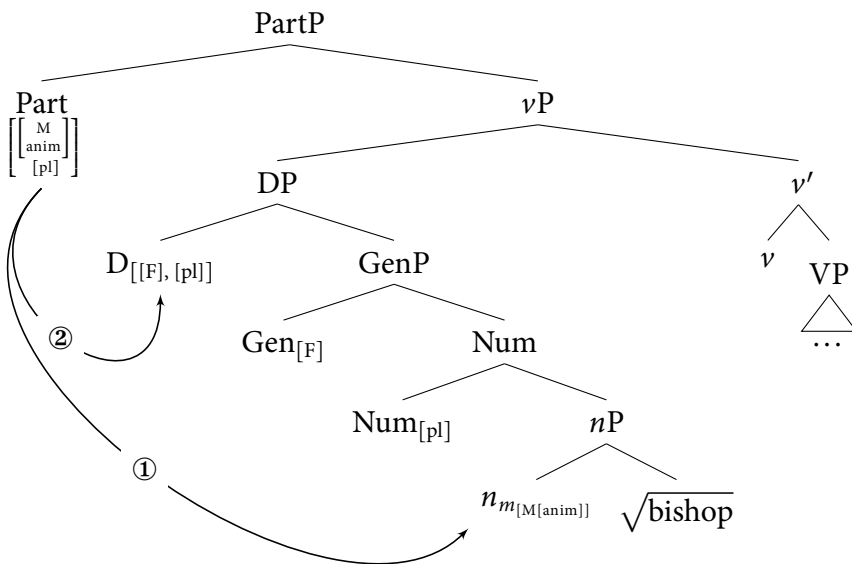 PartP
Part vP
[[M
anim]
[pl]]
DP v′
D[[F], [pl]] GenP v VP
② Gen[F] Num …
Num[pl] nP
①
nm[M[anim]] √bishop